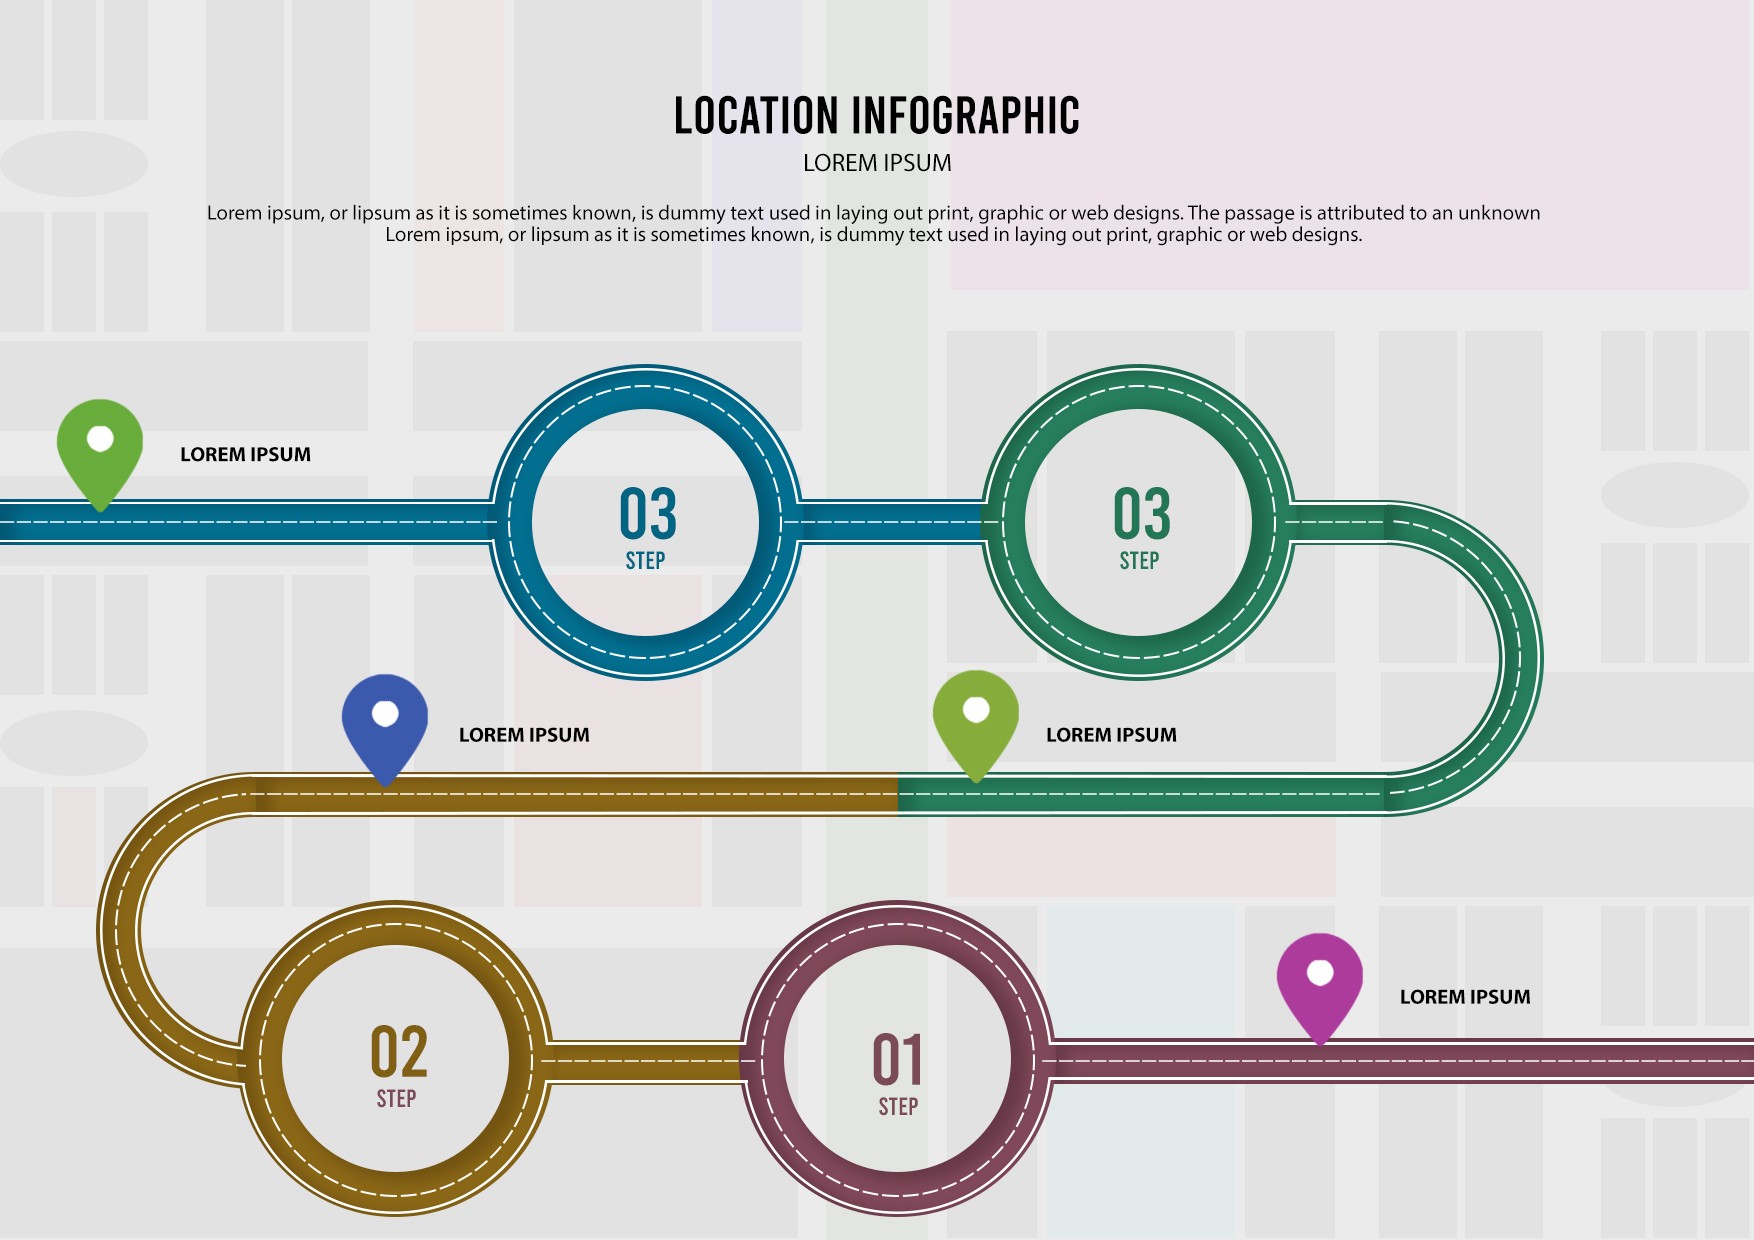 LOCATION INFOGRAPHIC
LOREM IPSUM
Lorem ipsum, or lipsum as it is sometimes known, is dummy text used in laying out print, graphic or web designs. The passage is attributed to an unknown
Lorem ipsum, or lipsum as it is sometimes known, is dummy text used in laying out print, graphic or web designs.
LOREM IPSUM
03
STEP
03
STEP
LOREM IPSUM
LOREM IPSUM
02
STEP
01
STEP
LOREM IPSUM